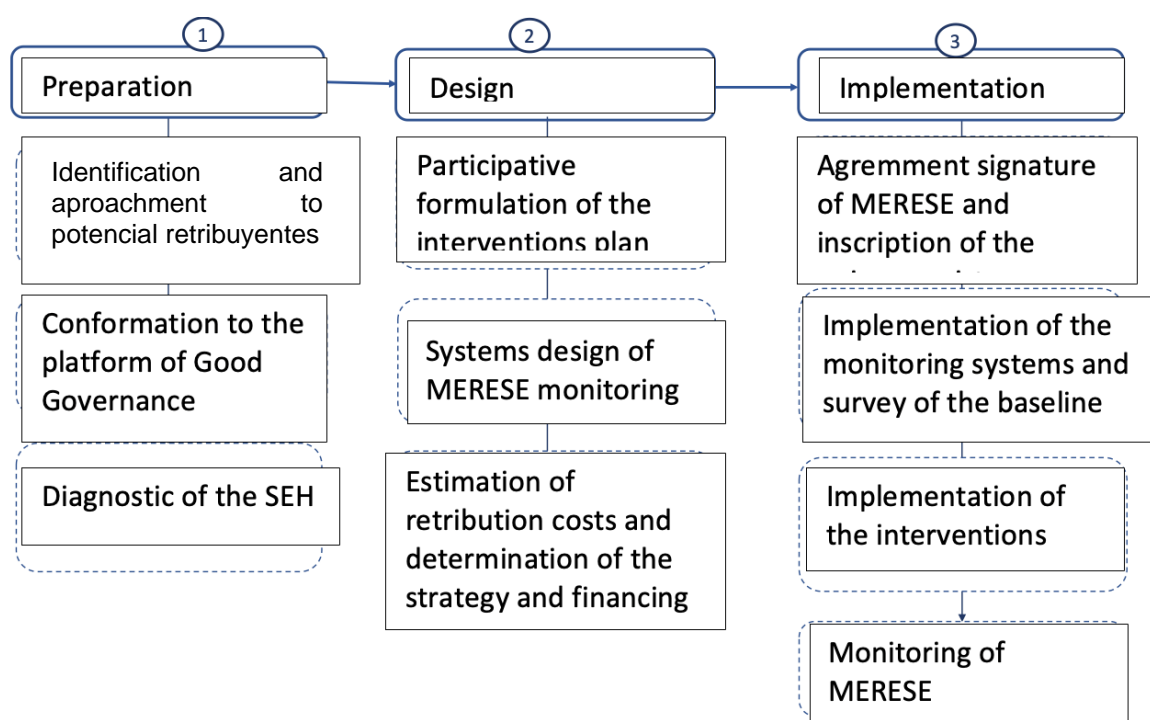 1
Preparation
Identification and
aproachment to
potencial retribuyentes
Conformation to the
platform of Good
Governance
Diagnostic of the SEH
2
Design
Participative
formulation of the
interventions plan
Systems design of
MERESE monitoring
Estimation of
retribution costs and
determination of the
strategy and financing
3
Implementation
Agremment signature
of MERESE and
inscription of the
Implementation of the
monitoring systems and
survey of the baseline
Implementation of
the interventions
Monitoring of
MERESE